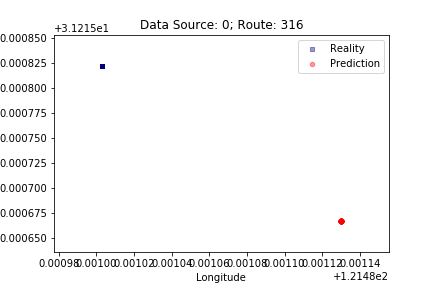 Data Source: 0; Route: 316
+3.1215e1
0.000850
0.000825
0.000800
0.000775
0.000750
0.000725
0.000700
0.000675
0.000650
Reality
Prediction
0.00098 0.00100 0.00102 0.00104 0.00106 0.00108 0.00110 0.00112 0.00114
Longitude
+1.2148e2